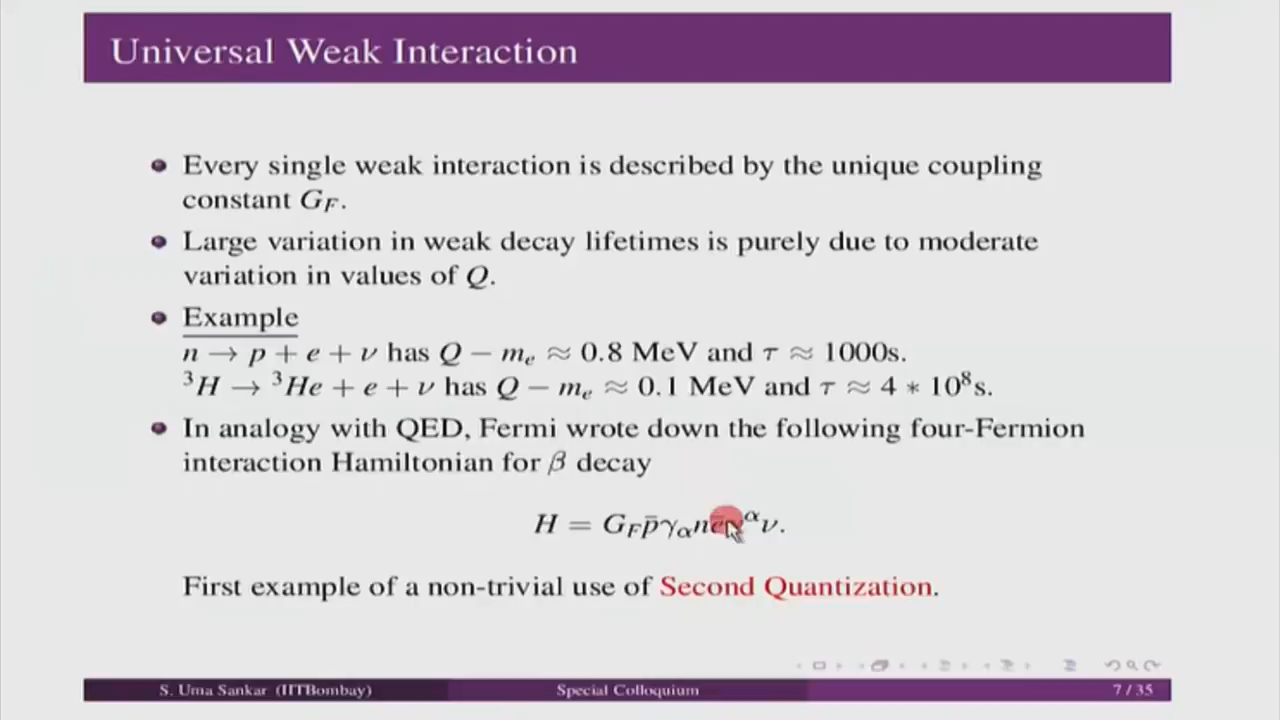 Universal Weak Interaction
Every single weak interaction is described by the unique coupling
constant G_F.
Large variation in weak decay lifetimes is purely due to moderate
variation in values of Q.
Example
n → p + e + ν has Q − m_e ≈ 0.8 MeV and τ ≈ 1000s.
³H → ³He + e + ν has Q − m_e ≈ 0.1 MeV and τ ≈ 4 * 10⁸s.
In analogy with QED, Fermi wrote down the following four-Fermion
interaction Hamiltonian for β decay
H = G_F p̄γ_α n ēγ^α ν.
First example of a non-trivial use of Second Quantization.
S. Uma Sankar (IITBombay) Special Colloquium 7 / 35